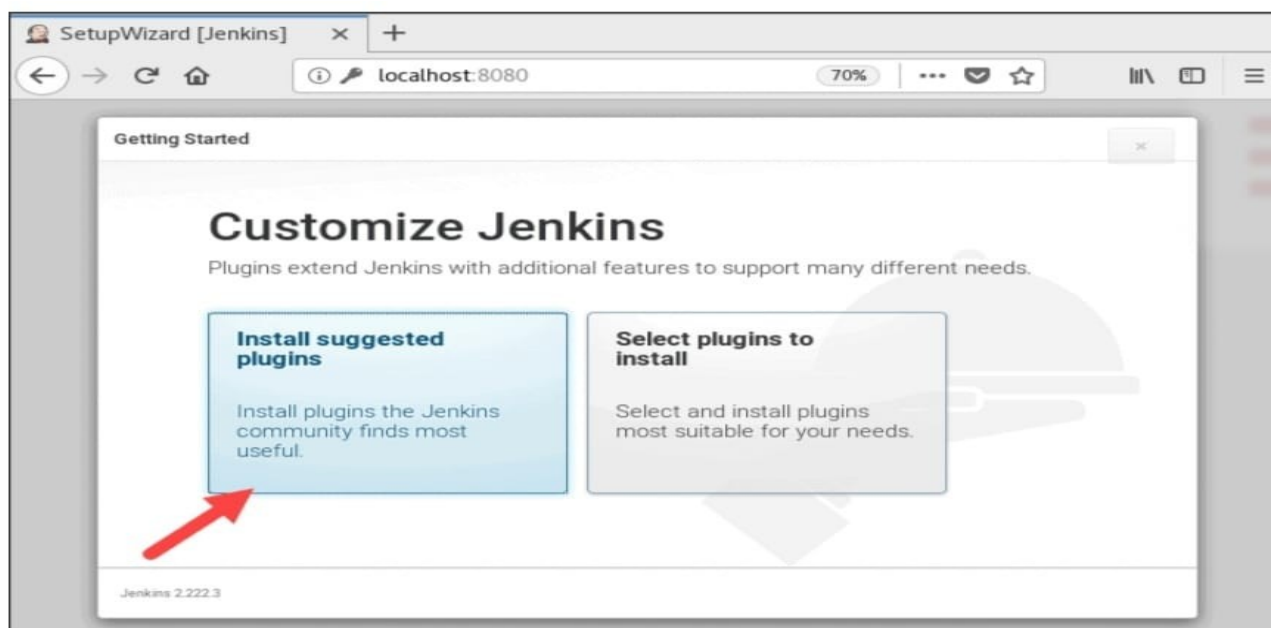 SetupWizard [Jenkins]
localhost:8080
70%
Getting Started
Customize Jenkins
Plugins extend Jenkins with additional features to support many different needs.
Install suggested
plugins
Install plugins the Jenkins
community finds most
useful.
Select plugins to
install
Select and install plugins
most suitable for your needs.
Jenkins 2.222.3